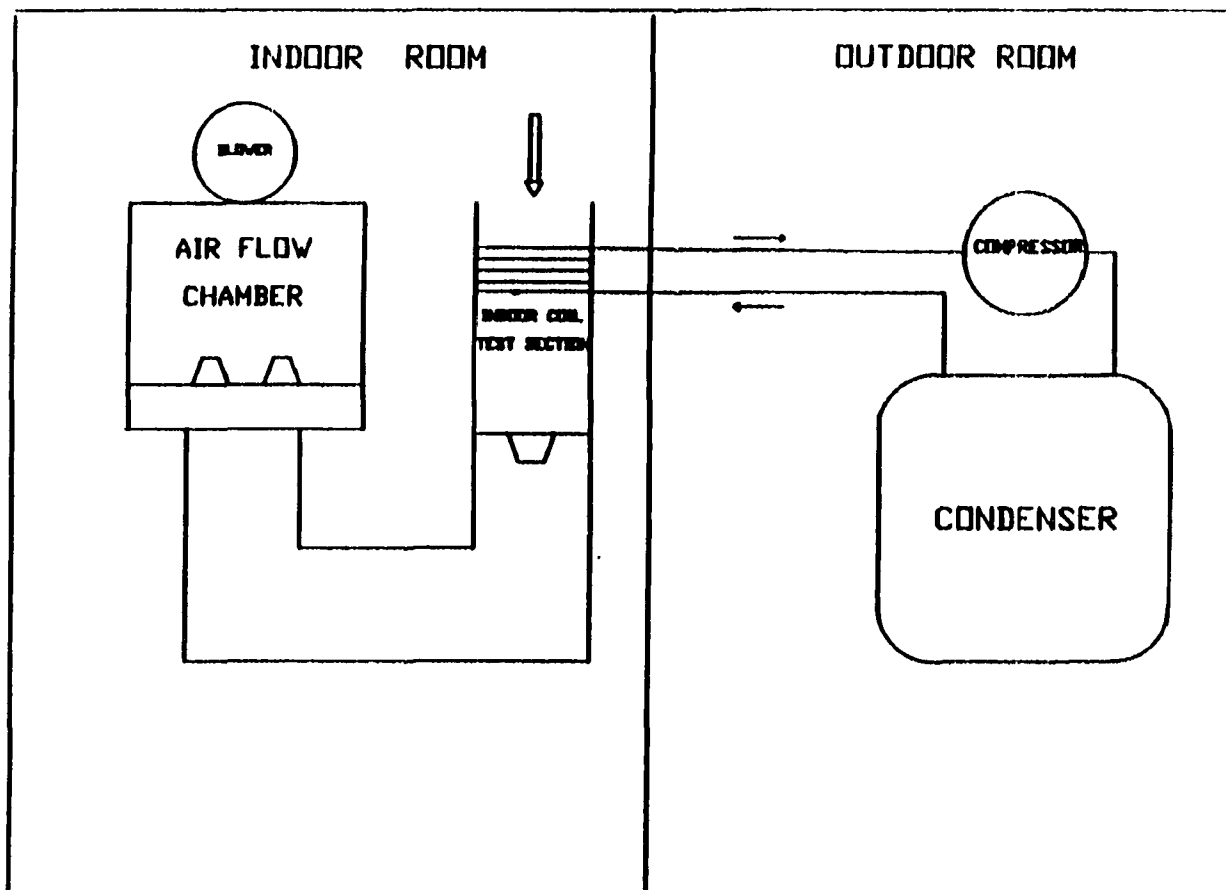 INDOOR ROOM
OUTDOOR ROOM
BLOWER
AIR FLOW
CHAMBER
COMPRESSOR
INDOOR COIL
TEST SECTION
CONDENSER